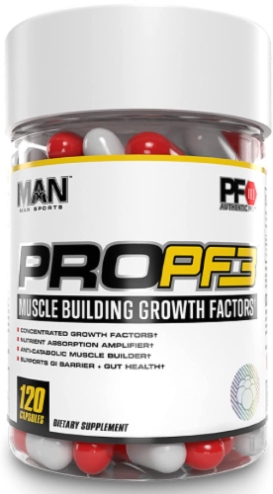 MAN
MAN SPORTS
PF
AUTHENTIC
PROPF3
MUSCLE BUILDING GROWTH FACTORS†
CONCENTRATED GROWTH FACTORS†
NUTRIENT ABSORPTION AMPLIFIER†
ANTI-CATABOLIC MUSCLE BUILDER†
SUPPORTS GI BARRIER + GUT HEALTH†
120
CAPSULES
DIETARY SUPPLEMENT